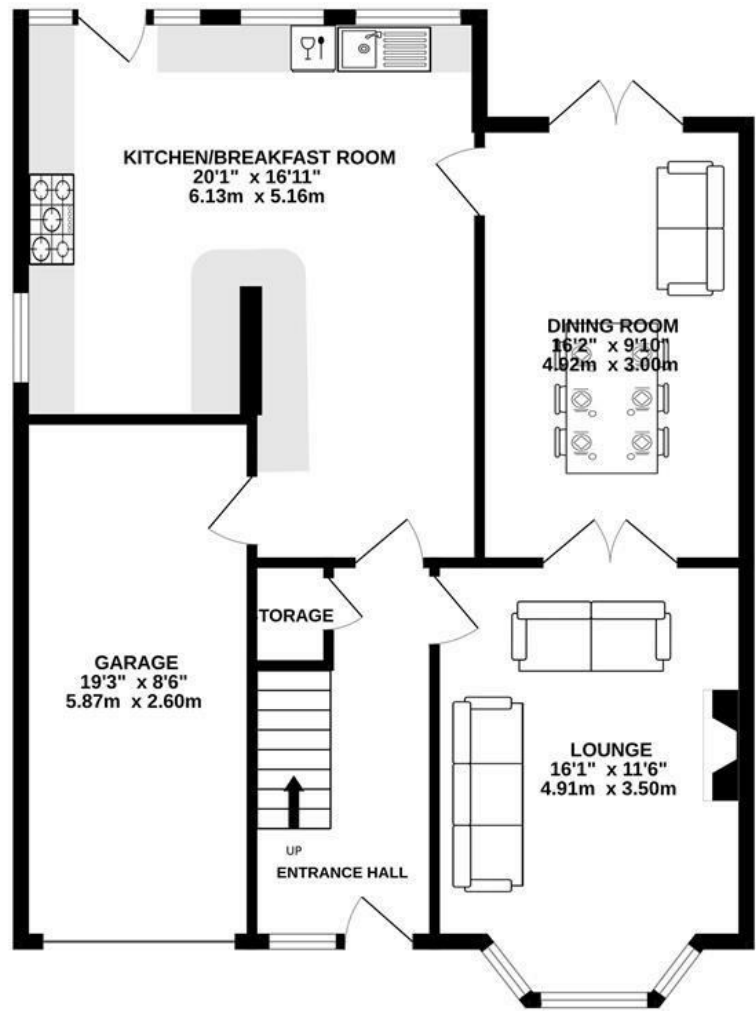 KITCHEN/BREAKFAST ROOM
20'1" x 16'11"
6.13m x 5.16m
DINING ROOM
16'2" x 9'10"
4.92m x 3.00m
STORAGE
GARAGE
19'3" x 8'6"
5.87m x 2.60m
LOUNGE
16'1" x 11'6"
4.91m x 3.50m
UP
ENTRANCE HALL